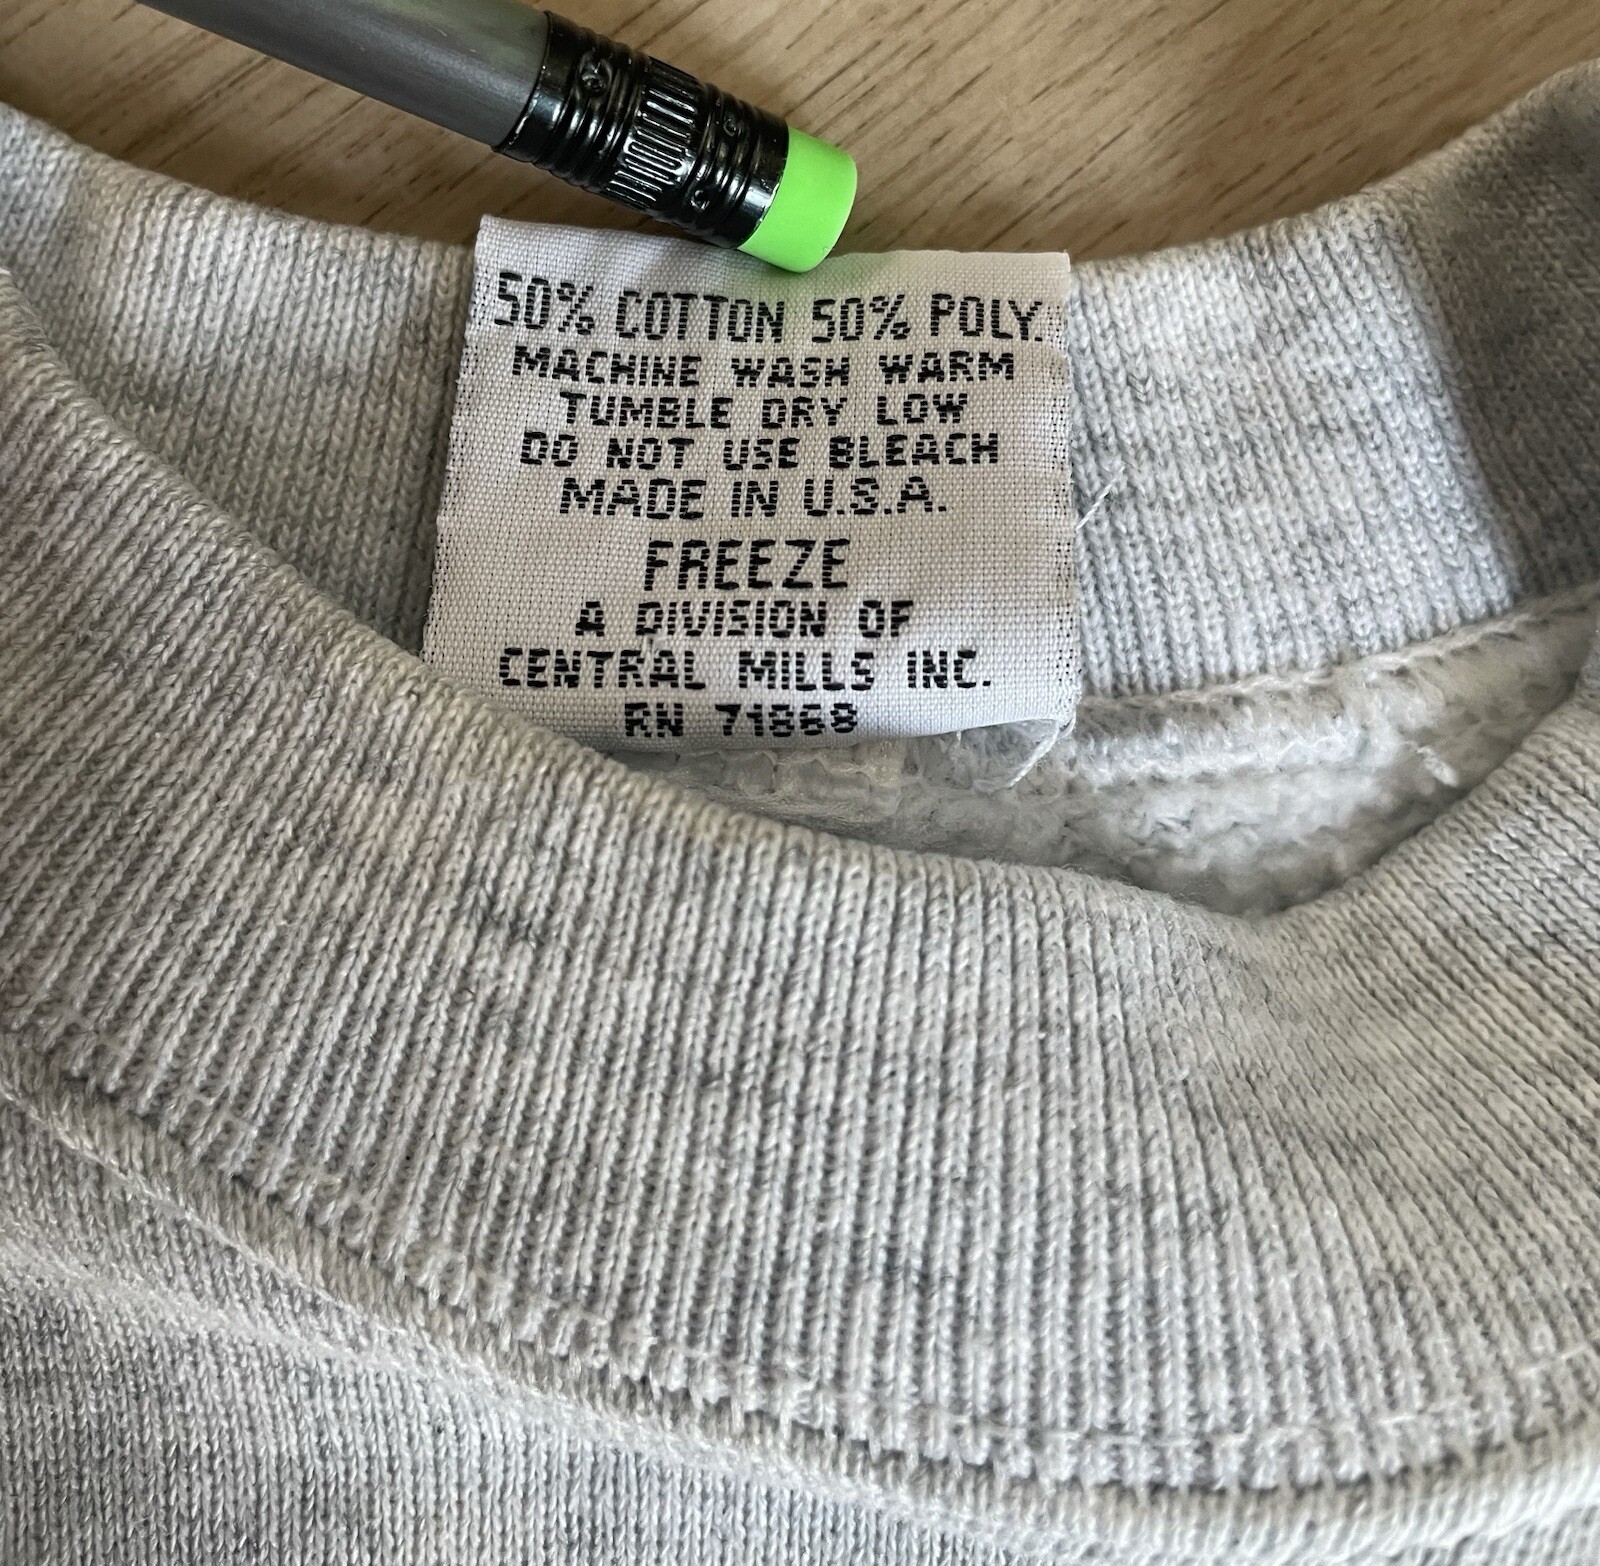 50% COTTON 50% POLY.
MACHINE WASH WARM
TUMBLE DRY LOW
DO NOT USE BLEACH
MADE IN U.S.A.
FREEZE
A DIVISION OF
CENTRAL MILLS INC.
RN 71868